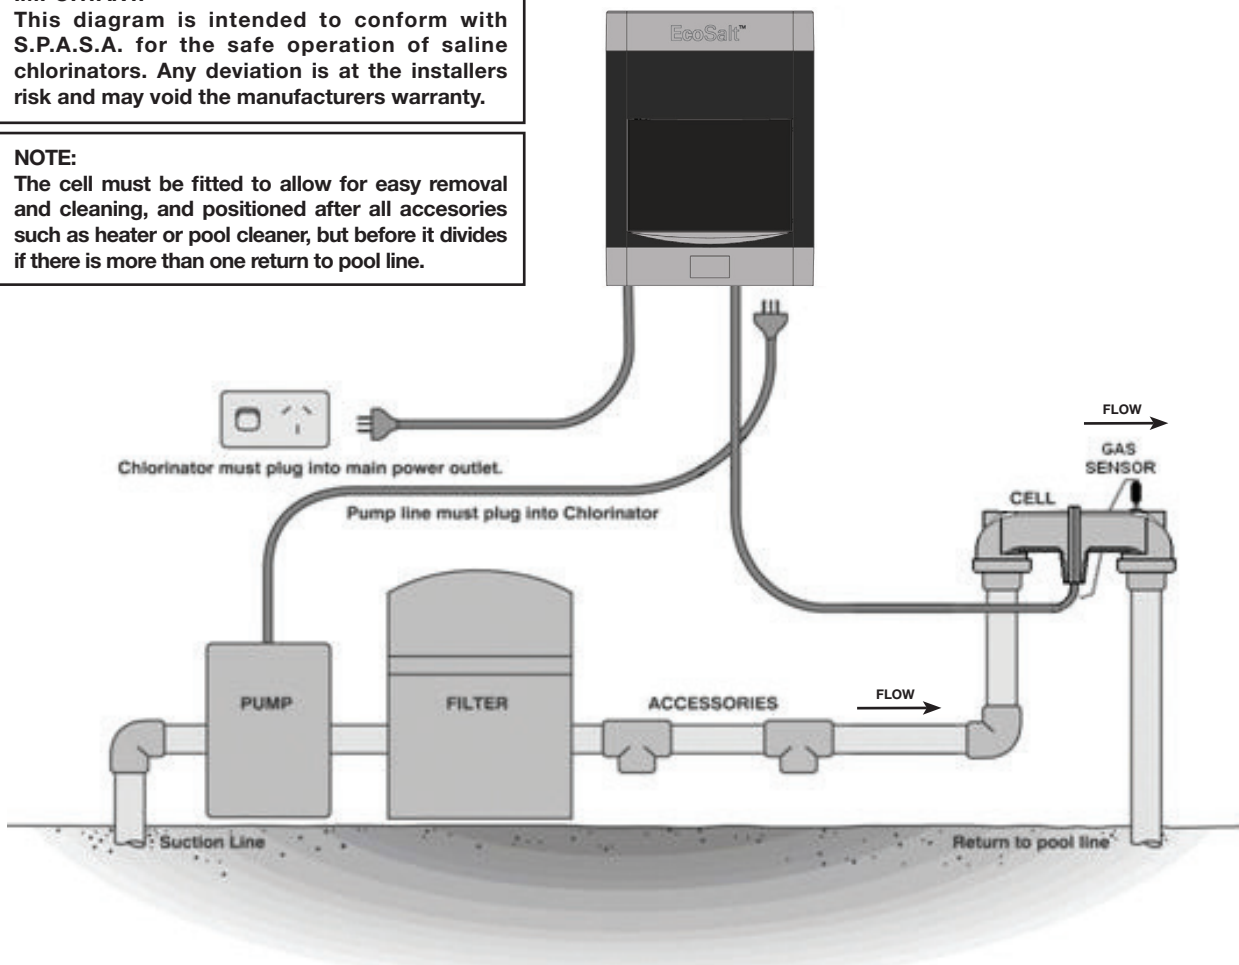 This diagram is intended to conform with
S.P.A.S.A. for the safe operation of saline
chlorinators. Any deviation is at the installers
risk and may void the manufacturers warranty.
NOTE:
The cell must be fitted to allow for easy removal
and cleaning, and positioned after all accesories
such as heater or pool cleaner, but before it divides
if there is more than one return to pool line.
EcoSalt™
Chlorinator must plug into main power outlet.
Pump line must plug into Chlorinator
FLOW
GAS
SENSOR
CELL
PUMP
FILTER
ACCESSORIES
FLOW
Suction Line
Return to pool line